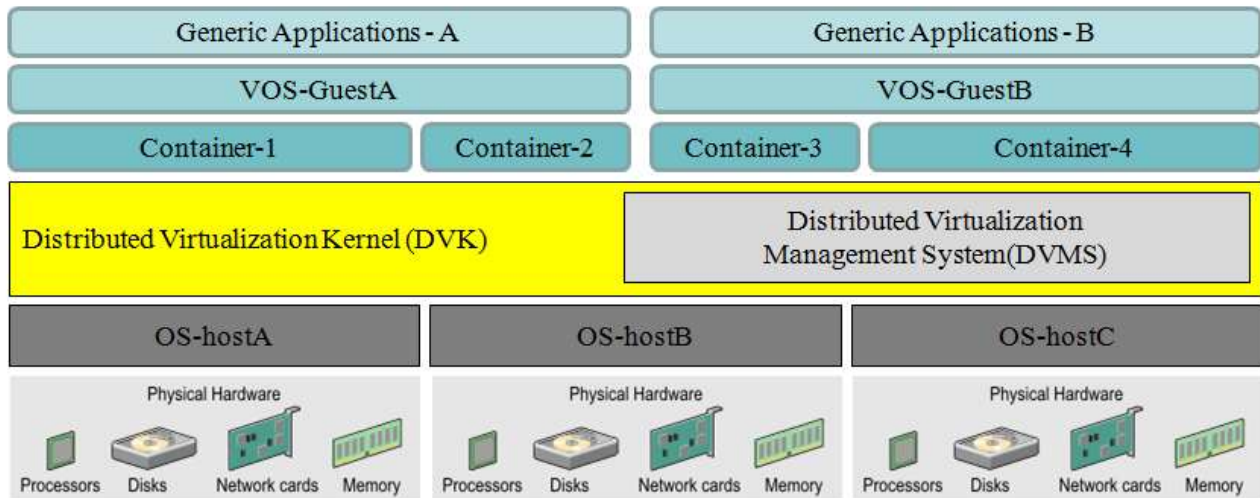 Generic Applications - A
Generic Applications - B
VOS-GuestA
VOS-GuestB
Container-1
Container-2
Container-3
Container-4
Distributed Virtualization Kernel (DVK)
Distributed Virtualization
Management System(DVMS)
OS-hostA
OS-hostB
OS-hostC
Physical Hardware
Processors
Disks
Network cards
Memory
Physical Hardware
Processors
Disks
Network cards
Memory
Physical Hardware
Processors
Disks
Network cards
Memory